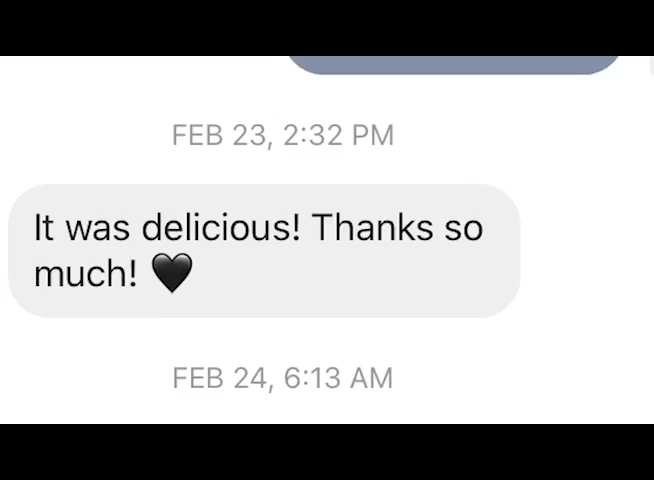 FEB 23, 2:32 PM
It was delicious! Thanks so
much! 🖤
FEB 24, 6:13 AM